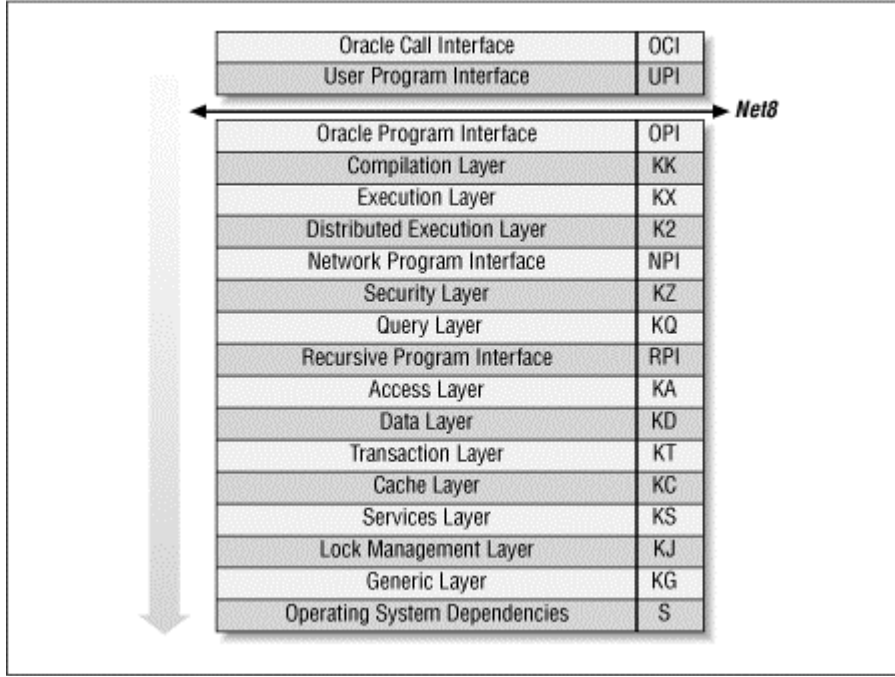 Oracle Call Interface OCI
User Program Interface UPI
Net8
Oracle Program Interface OPI
Compilation Layer KK
Execution Layer KX
Distributed Execution Layer K2
Network Program Interface NPI
Security Layer KZ
Query Layer KQ
Recursive Program Interface RPI
Access Layer KA
Data Layer KD
Transaction Layer KT
Cache Layer KC
Services Layer KS
Lock Management Layer KJ
Generic Layer KG
Operating System Dependencies S